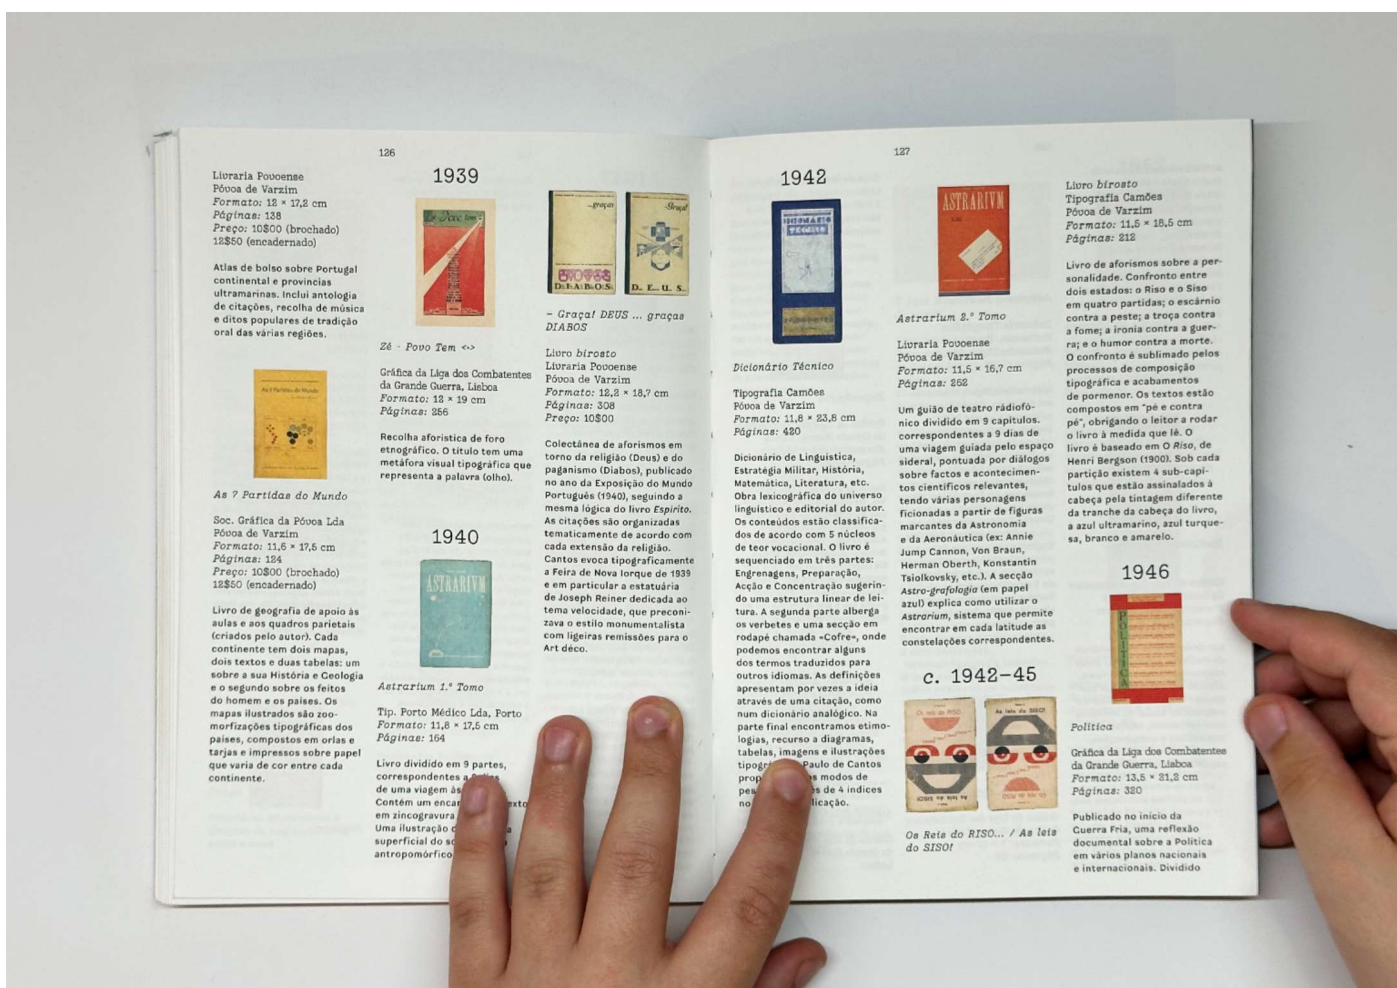 126
Livraria Povoense
Póvoa de Varzim
Formato: 12 × 17,2 cm
Páginas: 138
Preço: 10$00 (brochado)
12$50 (encadernado)
Atlas de bolso sobre Portugal
continental e províncias
ultramarinas. Inclui antologia
de citações, recolha de música
e ditos populares de tradição
oral das várias regiões.
As 7 Partidas do Mundo
As 7 Partidas do Mundo
Soc. Gráfica da Póvoa Lda
Póvoa de Varzim
Formato: 11,6 × 17,5 cm
Páginas: 124
Preço: 10$00 (brochado)
12$50 (encadernado)
Livro de geografia de apoio às
aulas e aos quadros parietais
(criados pelo autor). Cada
continente tem dois mapas,
dois textos e duas tabelas: um
sobre a sua História e Geologia
e o segundo sobre os feitos
do homem e os países. Os
mapas ilustrados são zoo-
morfizações tipográficas dos
países, compostos em orlas e
tarjas e impressos sobre papel
que varia de cor entre cada
continente.
1939
Zé - Povo Tem <·>
Gráfica da Liga dos Combatentes
da Grande Guerra, Lisboa
Formato: 12 × 19 cm
Páginas: 256
Recolha aforística de foro
etnográfico. O título tem uma
metáfora visual tipográfica que
representa a palavra (olho).
1940
ASTRARIVM
Astrarium 1.º Tomo
Tip. Porto Médico Lda, Porto
Formato: 11,8 × 17,5 cm
Páginas: 164
Livro dividido em 9 partes,
correspondentes a
de uma viagem
Contém um
em zincogravura
Uma ilustração
superficial do
antropomórfico
...graças
DIABOS
D.I.A.B.O.S.
Graça!
D. E. U. S.
– Graça! DEUS ... graças
DIABOS
Livro birosto
Livraria Povoense
Póvoa de Varzim
Formato: 12,2 × 18,7 cm
Páginas: 308
Preço: 10$00
Colectânea de aforismos em
torno da religião (Deus) e do
paganismo (Diabos), publicado
no ano da Exposição do Mundo
Português (1940), seguindo a
mesma lógica do livro Espírito.
As citações são organizadas
tematicamente de acordo com
cada extensão da religião.
Cantos evoca tipograficamente
a Feira de Nova Iorque de 1939
e em particular a estatuária
de Joseph Reiner dedicada ao
tema velocidade, que preconi-
zava o estilo monumentalista
com ligeiras remissões para o
Art déco.
127
1942
DICIONÁRIO
TÉCNICO
Dicionário Técnico
Tipografia Camões
Póvoa de Varzim
Formato: 11,8 × 23,8 cm
Páginas: 420
Dicionário de Linguística,
Estratégia Militar, História,
Matemática, Literatura, etc.
Obra lexicográfica do universo
linguístico e editorial do autor.
Os conteúdos estão classifica-
dos de acordo com 5 núcleos
de teor vocacional. O livro é
sequenciado em três partes:
Engrenagens, Preparação,
Acção e Concentração sugerin-
do uma estrutura linear de lei-
tura. A segunda parte alberga
os verbetes e uma secção em
rodapé chamada «Cofre», onde
podemos encontrar alguns
dos termos traduzidos para
outros idiomas. As definições
apresentam por vezes a ideia
através de uma citação, como
num dicionário analógico. Na
parte final encontramos etimo-
logias, recurso a diagramas,
tabelas, imagens e ilustrações
Paulo de Cantos
modos de
de 4 índices
ASTRARIVM
Astrarium 2.º Tomo
Livraria Povoense
Póvoa de Varzim
Formato: 11,5 × 16,7 cm
Páginas: 252
Um guião de teatro rádiofó-
nico dividido em 9 capítulos.
correspondentes a 9 dias de
uma viagem guiada pelo espaço
sideral, pontuada por diálogos
sobre factos e acontecimen-
tos científicos relevantes,
tendo várias personagens
ficionadas a partir de figuras
marcantes da Astronomia
e da Aeronáutica (ex: Annie
Jump Cannon, Von Braun,
Herman Oberth, Konstantin
Tsiolkovsky, etc.). A secção
Astro-grafologia (em papel
azul) explica como utilizar o
Astrarium, sistema que permite
encontrar em cada latitude as
constelações correspondentes.
c. 1942–45
Os reis do RISO...
As leis do SISO!
As leis do SISO!
Os reis do RISO
Os Reis do RISO... / As leis
do SISO!
Livro birosto
Tipografia Camões
Póvoa de Varzim
Formato: 11,5 × 18,5 cm
Páginas: 212
Livro de aforismos sobre a per-
sonalidade. Confronto entre
dois estados: o Riso e o Siso
em quatro partidas; o escárnio
contra a peste; a troça contra
a fome; a ironia contra a guer-
ra; e o humor contra a morte.
O confronto é sublimado pelos
processos de composição
tipográfica e acabamentos
de pormenor. Os textos estão
compostos em "pé e contra
pé", obrigando o leitor a rodar
o livro à medida que lê. O
livro é baseado em O Riso, de
Henri Bergson (1900). Sob cada
partição existem 4 sub-capí-
tulos que estão assinalados à
cabeça pela tintagem diferente
da tranche da cabeça do livro,
a azul ultramarino, azul turque-
sa, branco e amarelo.
1946
POLITICA
Política
Gráfica da Liga dos Combatentes
da Grande Guerra, Lisboa
Formato: 13,5 × 21,2 cm
Páginas: 320
Publicado no início da
Guerra Fria, uma reflexão
documental sobre a Política
em vários planos nacionais
e internacionais. Dividido